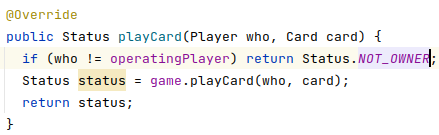 @Override
public Status playCard(Player who, Card card) {
if (who != operatingPlayer) return Status.NOT_OWNER;
Status status = game.playCard(who, card);
return status;
}